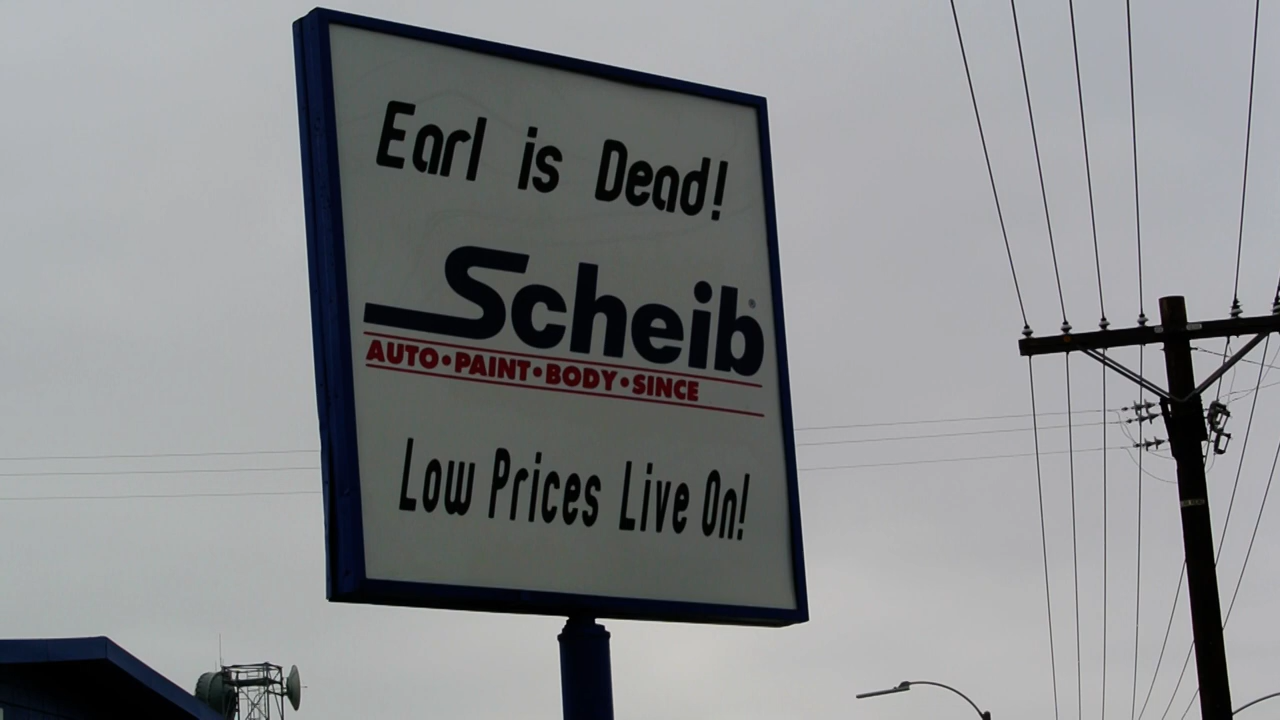 Earl is Dead!
Scheib®
AUTO•PAINT•BODY•SINCE
Low Prices Live On!